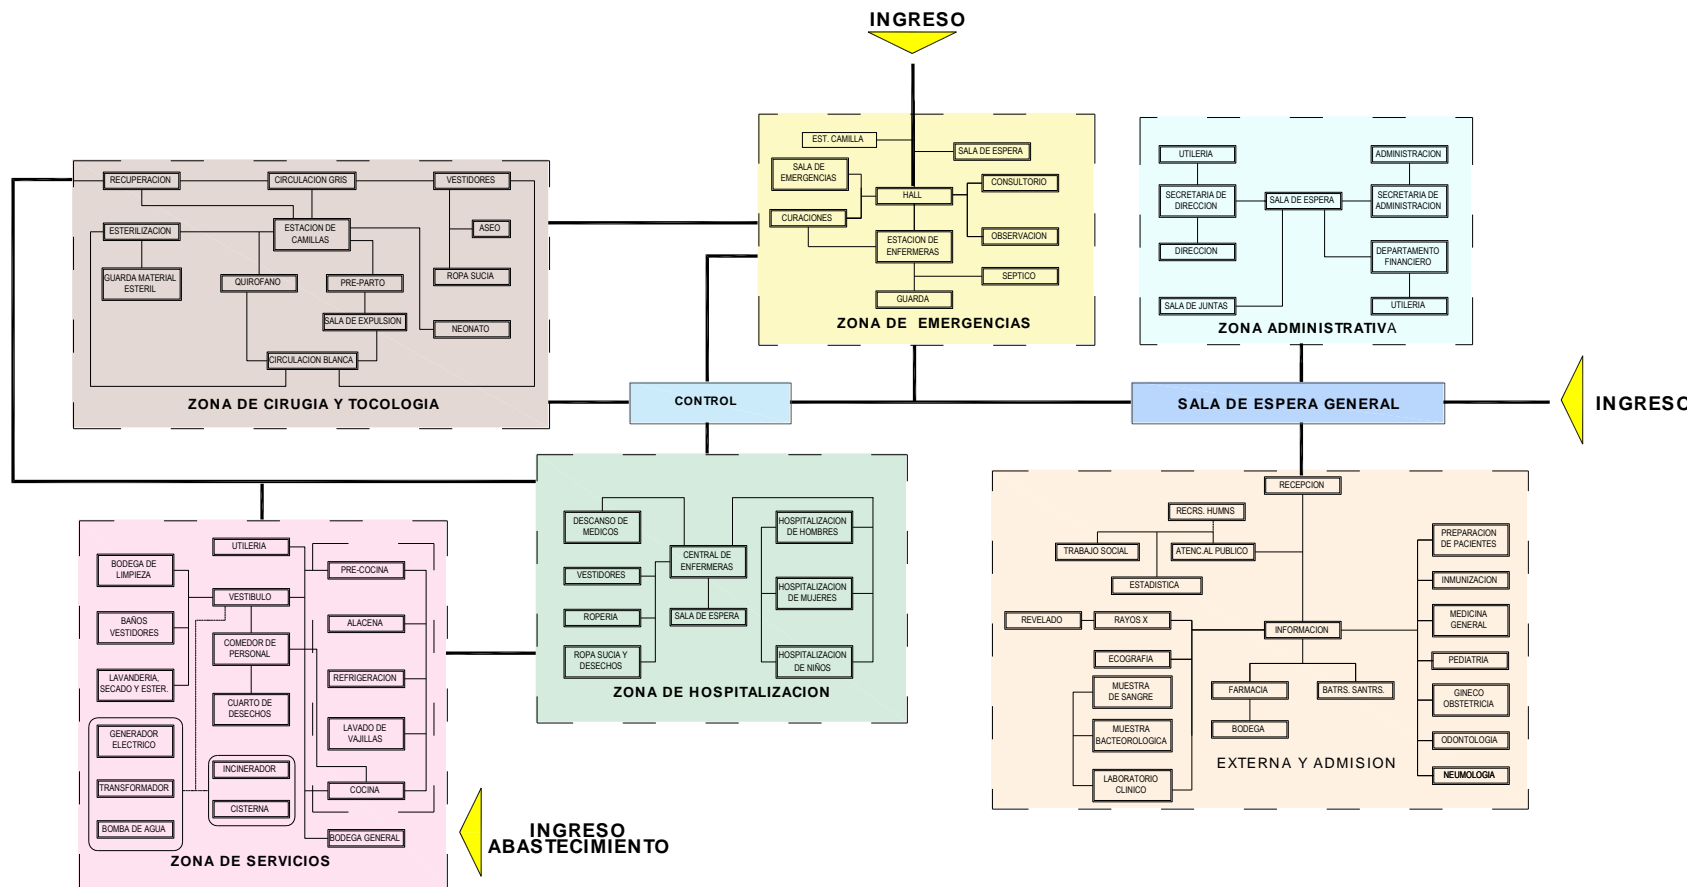 INGRESO
EST. CAMILLA
SALA DE ESPERA
SALA DE
EMERGENCIAS
CONSULTORIO
HALL
CURACIONES
ESTACION DE
ENFERMERAS
OBSERVACION
SEPTICO
GUARDA
ZONA DE EMERGENCIAS
UTILERIA
ADMINISTRACION
SECRETARIA DE
DIRECCION
SALA DE ESPERA
SECRETARIA DE
ADMINISTRACION
DIRECCION
DEPARTAMENTO
FINANCIERO
SALA DE JUNTAS
UTILERIA
ZONA ADMINISTRATIVA
RECUPERACION
CIRCULACION GRIS
VESTIDORES
ESTERILIZACION
ESTACION DE
CAMILLAS
ASEO
GUARDA MATERIAL
ESTERIL
QUIROFANO
PRE-PARTO
ROPA SUCIA
SALA DE EXPULSION
NEONATO
CIRCULACION BLANCA
ZONA DE CIRUGIA Y TOCOLOGIA
CONTROL
SALA DE ESPERA GENERAL
INGRESO
DESCANSO DE
MEDICOS
HOSPITALIZACION
DE HOMBRES
CENTRAL DE
ENFERMERAS
VESTIDORES
HOSPITALIZACION
DE MUJERES
ROPERIA
SALA DE ESPERA
ROPA SUCIA Y
DESECHOS
HOSPITALIZACION
DE NIÑOS
ZONA DE HOSPITALIZACION
UTILERIA
BODEGA DE
LIMPIEZA
PRE-COCINA
VESTIBULO
BAÑOS
VESTIDORES
ALACENA
COMEDOR DE
PERSONAL
LAVANDERIA,
SECADO Y ESTER.
REFRIGERACION
CUARTO DE
DESECHOS
GENERADOR
ELECTRICO
LAVADO DE
VAJILLAS
INCINERADOR
TRANSFORMADOR
COCINA
CISTERNA
BOMBA DE AGUA
BODEGA GENERAL
ZONA DE SERVICIOS
INGRESO
ABASTECIMIENTO
RECEPCION
RECRS. HUMNS
TRABAJO SOCIAL
ATENC.AL PUBLICO
ESTADISTICA
PREPARACION
DE PACIENTES
INMUNIZACION
REVELADO
RAYOS X
INFORMACION
MEDICINA
GENERAL
ECOGRAFIA
PEDIATRIA
MUESTRA
DE SANGRE
FARMACIA
BATRS. SANTRS.
GINECO
OBSTETRICIA
MUESTRA
BACTEOROLOGICA
BODEGA
ODONTOLOGIA
EXTERNA Y ADMISION
LABORATORIO
CLINICO
NEUMOLOGIA